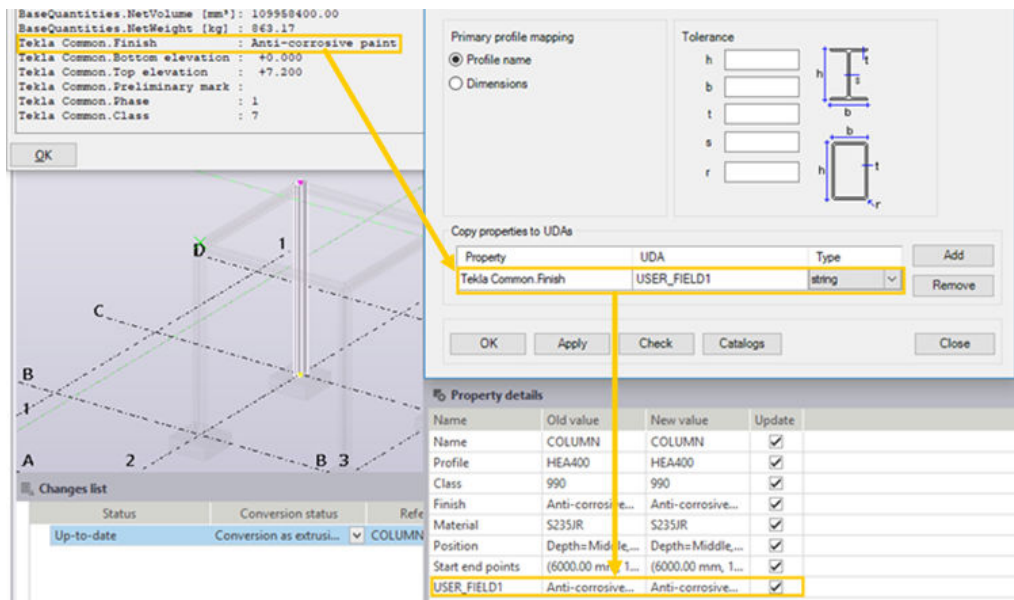 BaseQuantities.NetVolume [mm³]: 109958400.00
BaseQuantities.NetWeight [kg] : 863.17
Tekla Common.Finish : Anti-corrosive paint
Tekla Common.Bottom elevation : +0.000
Tekla Common.Top elevation : +7.200
Tekla Common.Preliminary mark :
Tekla Common.Phase : 1
Tekla Common.Class : 7
OK
Primary profile mapping
Profile name
Dimensions
Tolerance
h
b
t
s
r
h t s b
b h t r
Copy properties to UDAs
Property UDA Type
Tekla Common.Finish USER_FIELD1 string
Add
Remove
OK Apply Check Catalogs Close
D 1
C
B
1
A 2 B 3
Changes list
Status Conversion status Refe
Up-to-date Conversion as extrusi... COLUMN
Property details
Name Old value New value Update
Name COLUMN COLUMN
Profile HEA400 HEA400
Class 990 990
Finish Anti-corrosive... Anti-corrosive...
Material S235JR S235JR
Position Depth=Middle,... Depth=Middle,...
Start end points (6000.00 mm, 1... (6000.00 mm, 1...
USER_FIELD1 Anti-corrosive... Anti-corrosive...